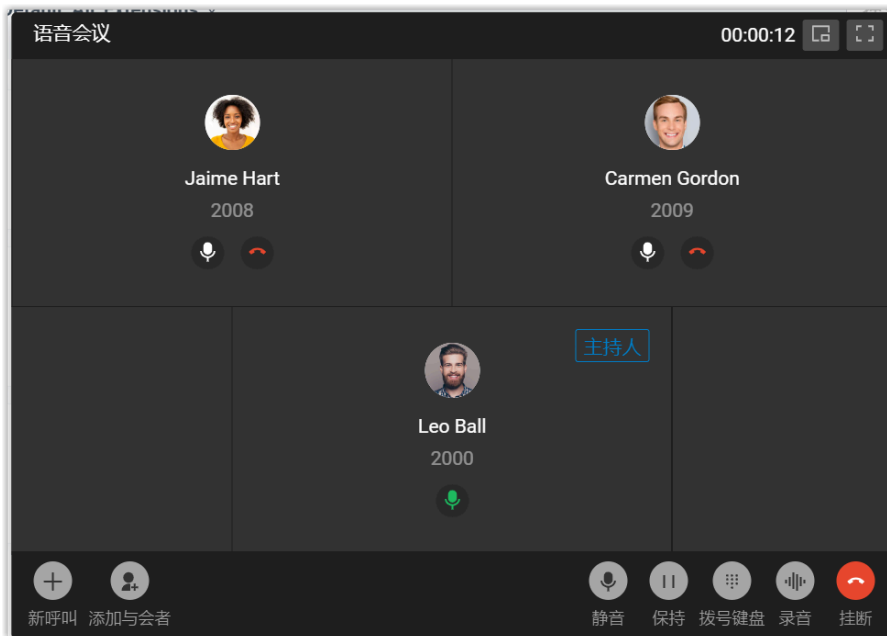 语音会议
00:00:12
Jaime Hart
2008
Carmen Gordon
2009
主持人
Leo Ball
2000
新呼叫
添加与会者
静音
保持
拨号键盘
录音
挂断